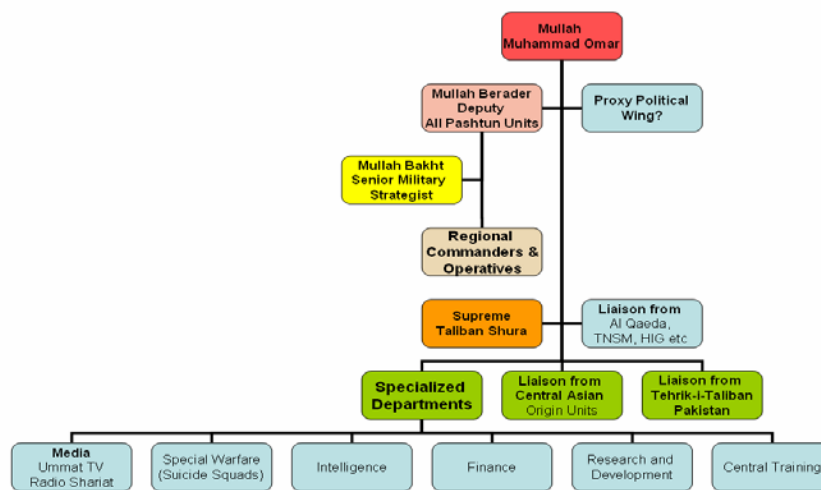 Mullah
Muhammad Omar
Mullah Berader
Deputy
All Pashtun Units
Proxy Political
Wing?
Mullah Bakht
Senior Military
Strategist
Regional
Commanders &
Operatives
Supreme
Taliban Shura
Liaison from
Al Qaeda,
TNSM, HIG etc
Specialized
Departments
Liaison from
Central Asian
Origin Units
Liaison from
Tehrik-i-Taliban
Pakistan
Media
Ummat TV
Radio Shariat
Special Warfare
(Suicide Squads)
Intelligence
Finance
Research and
Development
Central Training